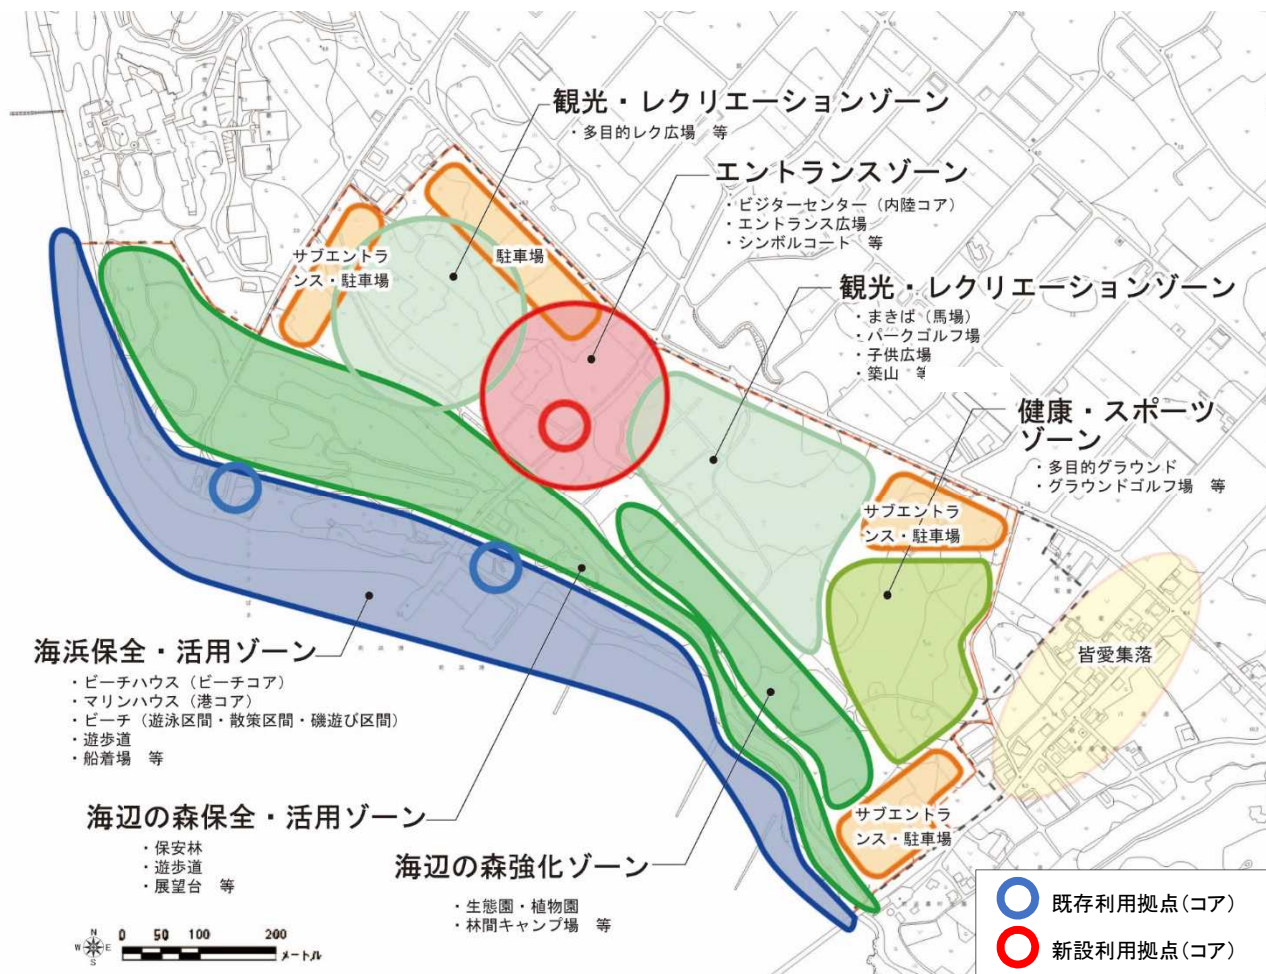 観光・レクリエーションゾーン
・多目的レク広場　等
エントランスゾーン
・ビジターセンター（内陸コア）
・エントランス広場
・シンボルコート　等
サブエントラ
ンス・駐車場
駐車場
観光・レクリエーションゾーン
・まきば（馬場）
・パークゴルフ場
・子供広場
・築山　等
健康・スポーツ
ゾーン
・多目的グラウンド
・グラウンドゴルフ場　等
サブエントラ
ンス・駐車場
皆愛集落
海浜保全・活用ゾーン
・ビーチハウス（ビーチコア）
・マリンハウス（港コア）
・ビーチ（遊泳区間・散策区間・磯遊び区間）
・遊歩道
・船着場　等
海辺の森保全・活用ゾーン
・保安林
・遊歩道
・展望台　等
海辺の森強化ゾーン
・生態園・植物園
・林間キャンプ場　等
サブエントラ
ンス・駐車場
N
W E
S
0 50 100 200
メートル
既存利用拠点（コア）
新設利用拠点（コア）